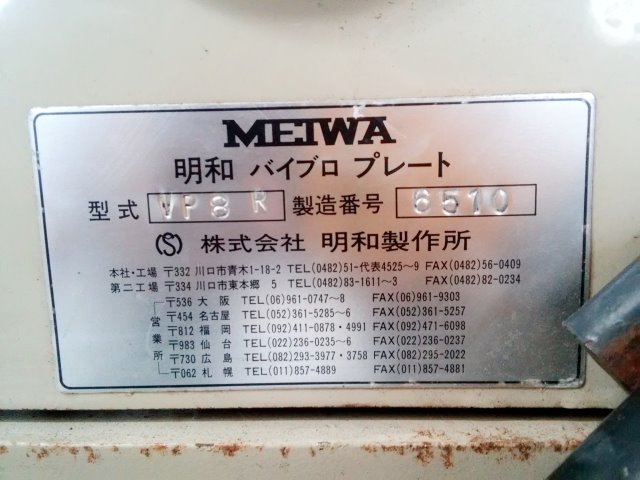 MEIWA
明和 バイブロ プレート
型式 VP8 R 製造番号 6510
Ⓢ 株式会社 明和製作所
本社・工場 〒332 川口市青木1-18-2 TEL(0482)51-代表4525~9 FAX(0482)56-0409
第二工場 〒334 川口市東本郷 5 TEL(0482)83-1611~3 FAX(0482)82-0234
営業所
〒536 大阪 TEL(06)961-0747~8 FAX(06)961-9303
〒454 名古屋 TEL(052)361-5285~6 FAX(052)361-5257
〒812 福岡 TEL(092)411-0878・4991 FAX(092)471-6098
〒983 仙台 TEL(022)236-0235~6 FAX(022)236-0237
〒730 広島 TEL(082)293-3977・3758 FAX(082)295-2022
〒062 札幌 TEL(011)857-4889 FAX(011)857-4881